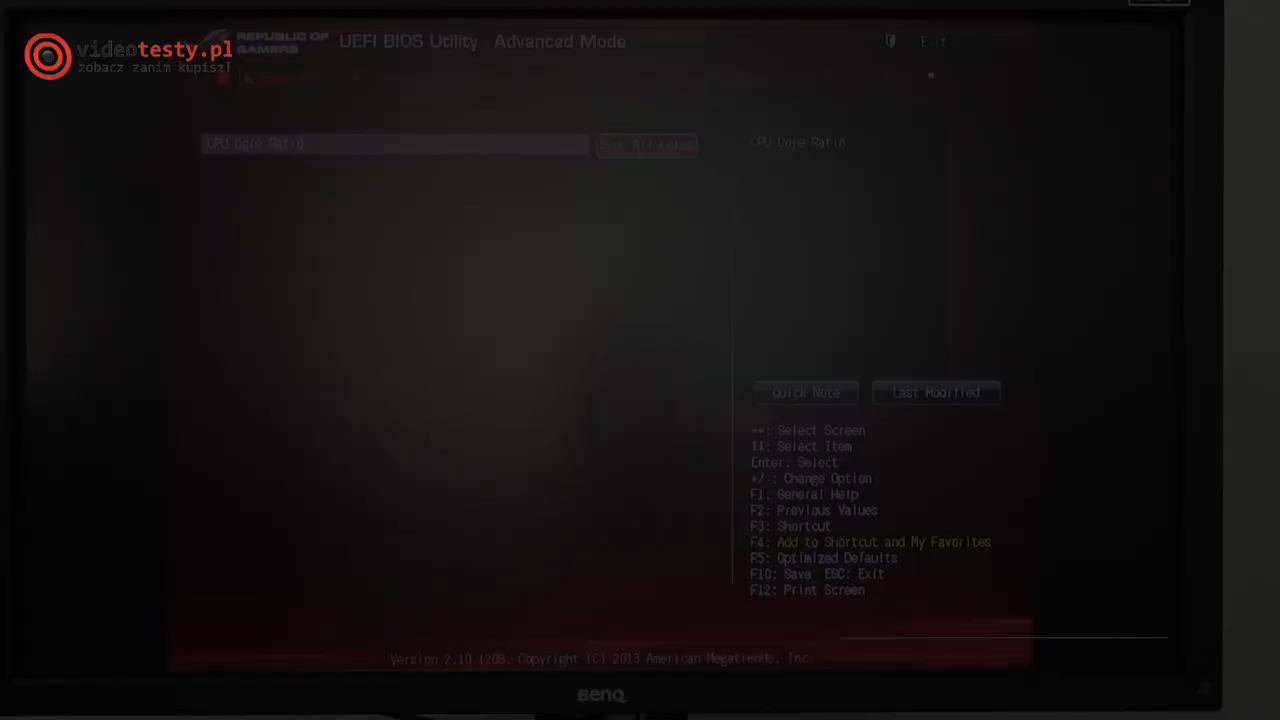 videotesty.pl
zobacz zanim kupisz!
REPUBLIC OF
GAMERS
UEFI BIOS Utility - Advanced Mode
Exit
CPU Core Ratio
CPU Core Ratio
Quick Note
Last Modified
→←: Select Screen
↑↓: Select Item
Enter: Select
+/-: Change Option
F1: General Help
F2: Previous Values
F3: Shortcut
F4: Add to Shortcut and My Favorites
F5: Optimized Defaults
F10: Save ESC: Exit
F12: Print Screen
Version 2.10.1208. Copyright (C) 2013 American Megatrends, Inc.
BenQ